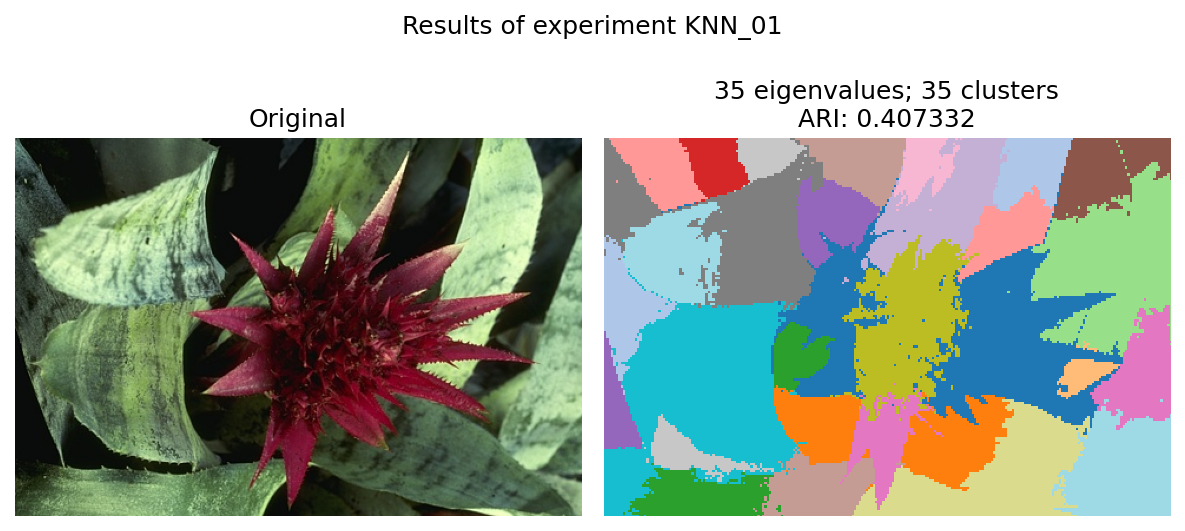 Results of experiment KNN_01
Original
35 eigenvalues; 35 clusters
ARI: 0.407332